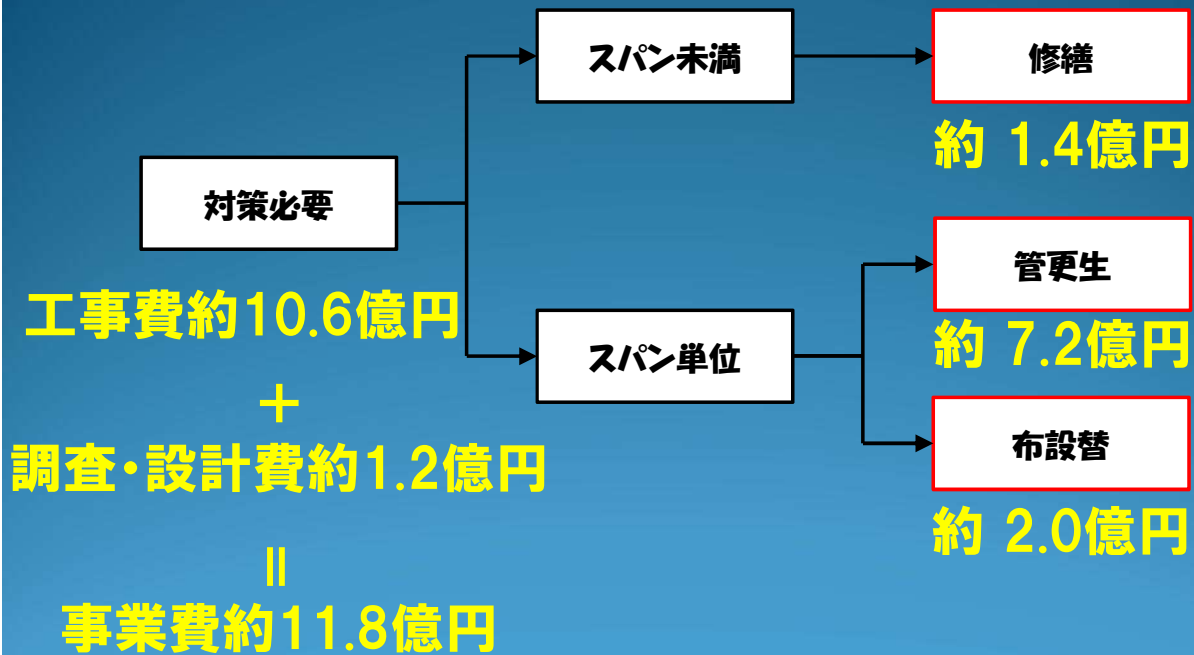 スパン未満
修繕
約 1.4億円
対策必要
管更生
工事費約10.6億円
約 7.2億円
スパン単位
+
布設替
調査・設計費約1.2億円
約 2.0億円
=
事業費約11.8億円